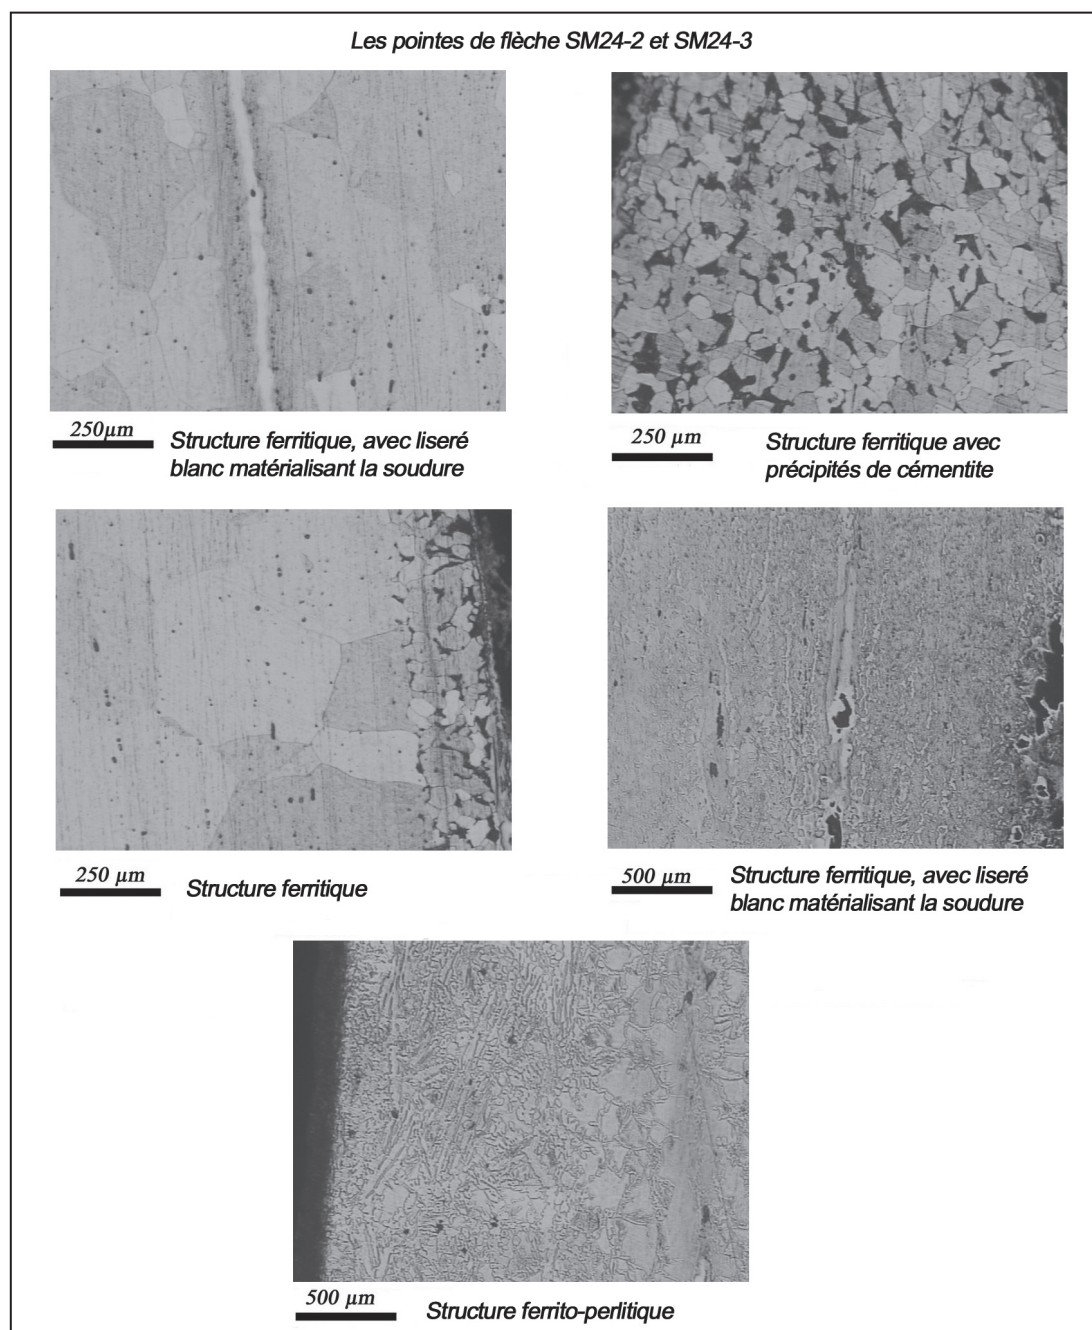 Les pointes de flèche SM24-2 et SM24-3
250µm
Structure ferritique, avec liseré
blanc matérialisant la soudure
250 µm
Structure ferritique avec
précipités de cémentite
250 µm
Structure ferritique
500 µm
Structure ferritique, avec liseré
blanc matérialisant la soudure
500 µm
Structure ferrito-perlitique